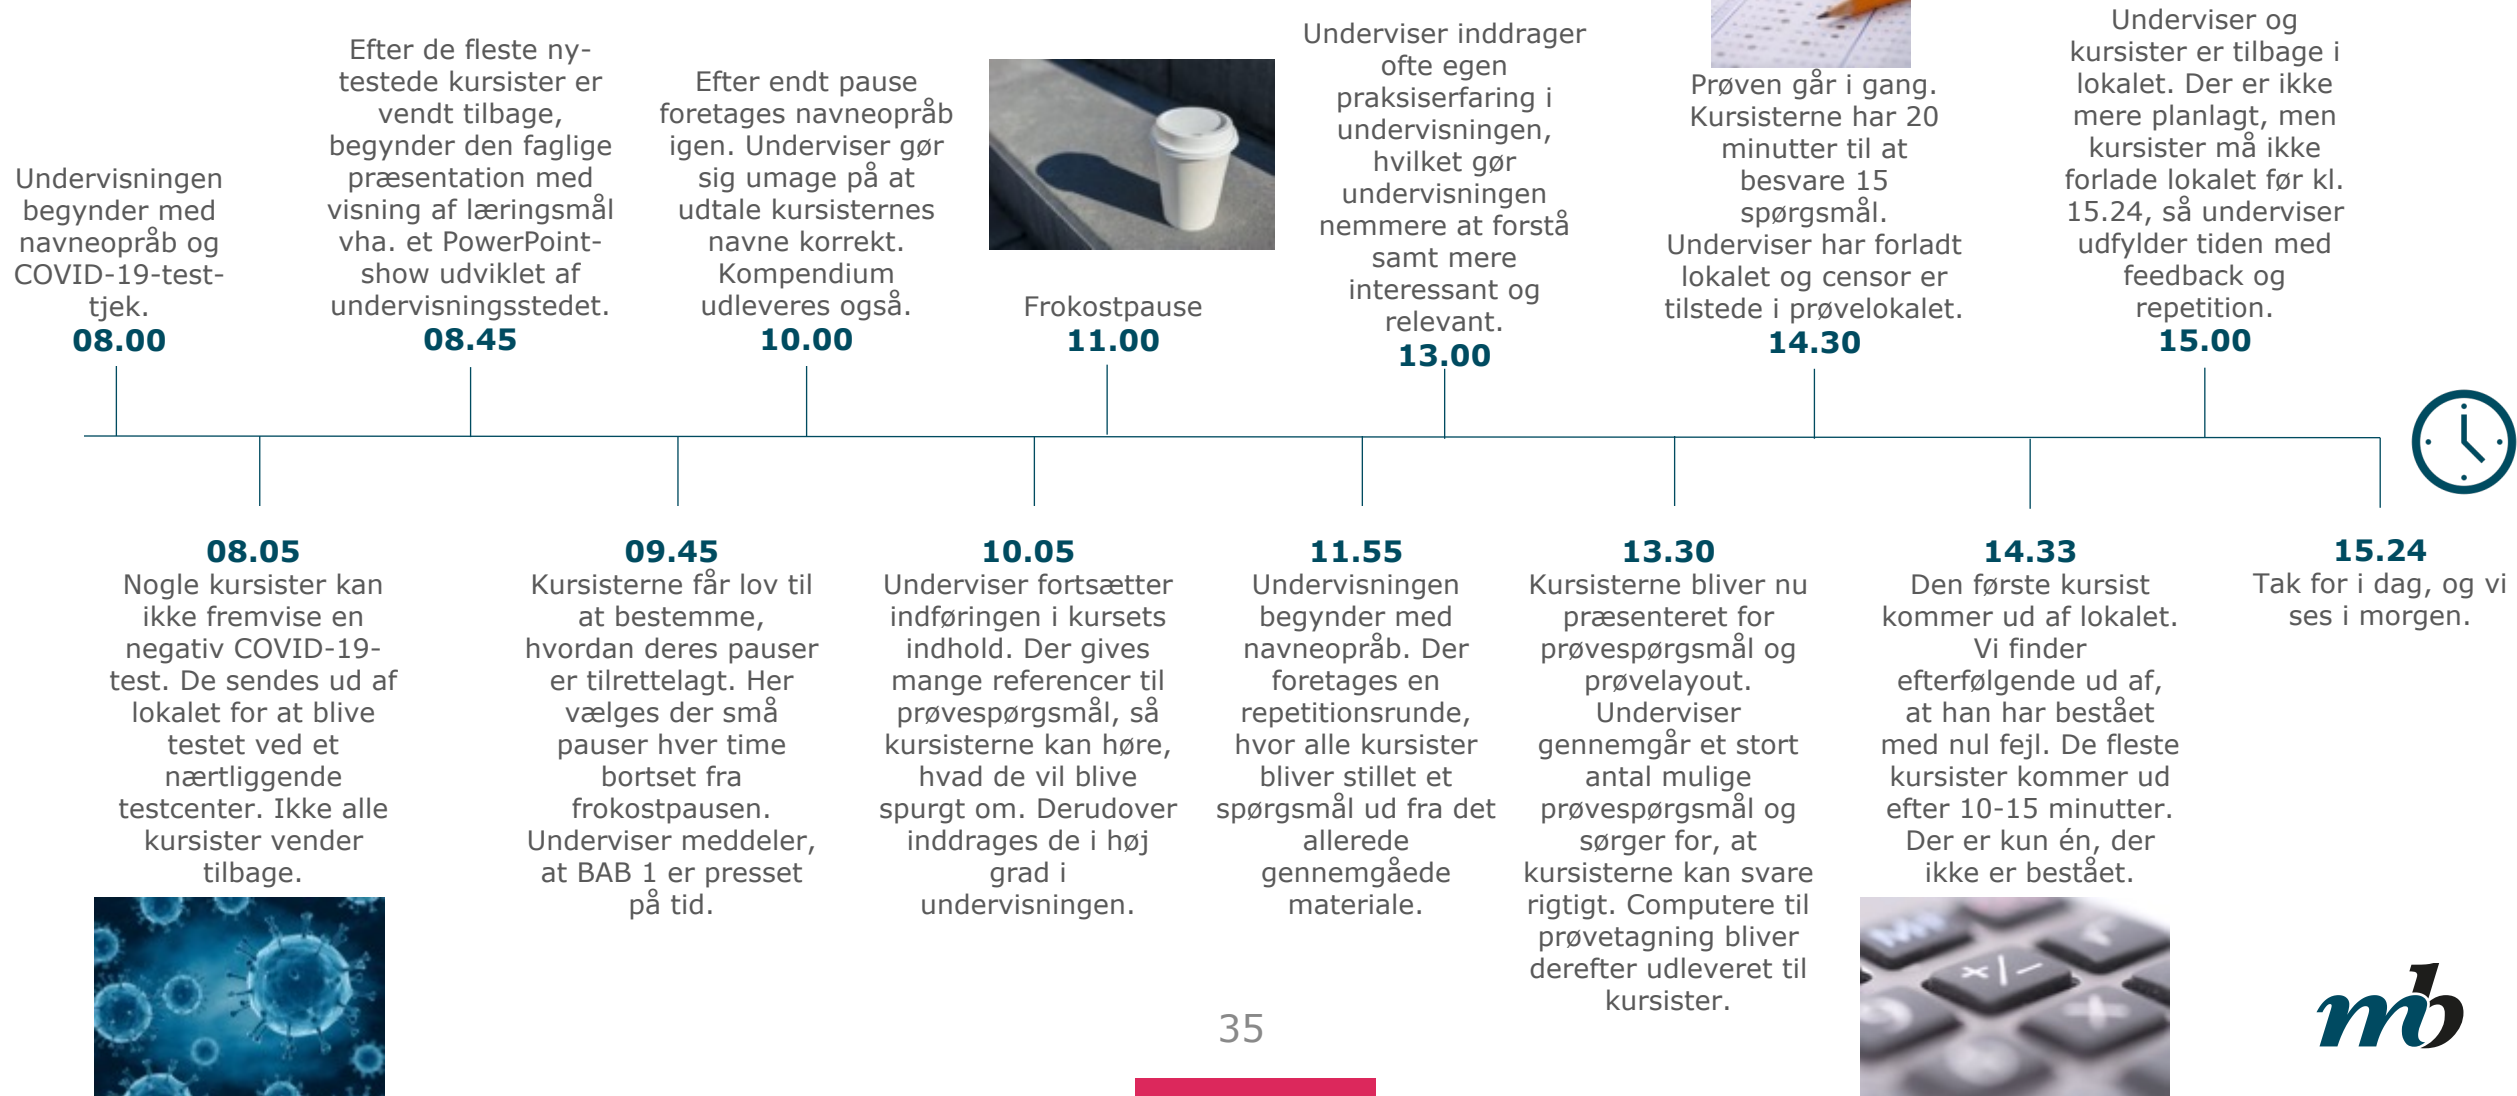 Undervisningen
begynder med
navneopråb og
COVID-19-test-
tjek.
08.00
Efter de fleste ny-
testede kursister er
vendt tilbage,
begynder den faglige
præsentation med
visning af læringsmål
vha. et PowerPoint-
show udviklet af
undervisningsstedet.
08.45
Efter endt pause
foretages navneopråb
igen. Underviser gør
sig umage på at
udtale kursisternes
navne korrekt.
Kompendium
udleveres også.
10.00
Frokostpause
11.00
Underviser inddrager
ofte egen
praksiserfaring i
undervisningen,
hvilket gør
undervisningen
nemmere at forstå
samt mere
interessant og
relevant.
13.00
Prøven går i gang.
Kursisterne har 20
minutter til at
besvare 15
spørgsmål.
Underviser har forladt
lokalet og censor er
tilstede i prøvelokalet.
14.30
Underviser og
kursister er tilbage i
lokalet. Der er ikke
mere planlagt, men
kursister må ikke
forlade lokalet før kl.
15.24, så underviser
udfylder tiden med
feedback og
repetition.
15.00
08.05
Nogle kursister kan
ikke fremvise en
negativ COVID-19-
test. De sendes ud af
lokalet for at blive
testet ved et
nærtliggende
testcenter. Ikke alle
kursister vender
tilbage.
09.45
Kursisterne får lov til
at bestemme,
hvordan deres pauser
er tilrettelagt. Her
vælges der små
pauser hver time
bortset fra
frokostpausen.
Underviser meddeler,
at BAB 1 er presset
på tid.
10.05
Underviser fortsætter
indføringen i kursets
indhold. Der gives
mange referencer til
prøvespørgsmål, så
kursisterne kan høre,
hvad de vil blive
spurgt om. Derudover
inddrages de i høj
grad i
undervisningen.
11.55
Undervisningen
begynder med
navneopråb. Der
foretages en
repetitionsrunde,
hvor alle kursister
bliver stillet et
spørgsmål ud fra det
allerede
gennemgåede
materiale.
13.30
Kursisterne bliver nu
præsenteret for
prøvespørgsmål og
prøvelayout.
Underviser
gennemgår et stort
antal mulige
prøvespørgsmål og
sørger for, at
kursisterne kan svare
rigtigt. Computere til
prøvetagning bliver
derefter udleveret til
kursister.
14.33
Den første kursist
kommer ud af lokalet.
Vi finder
efterfølgende ud af,
at han har bestået
med nul fejl. De fleste
kursister kommer ud
efter 10-15 minutter.
Der er kun én, der
ikke er bestået.
15.24
Tak for i dag, og vi
ses i morgen.
+/−
35
mb